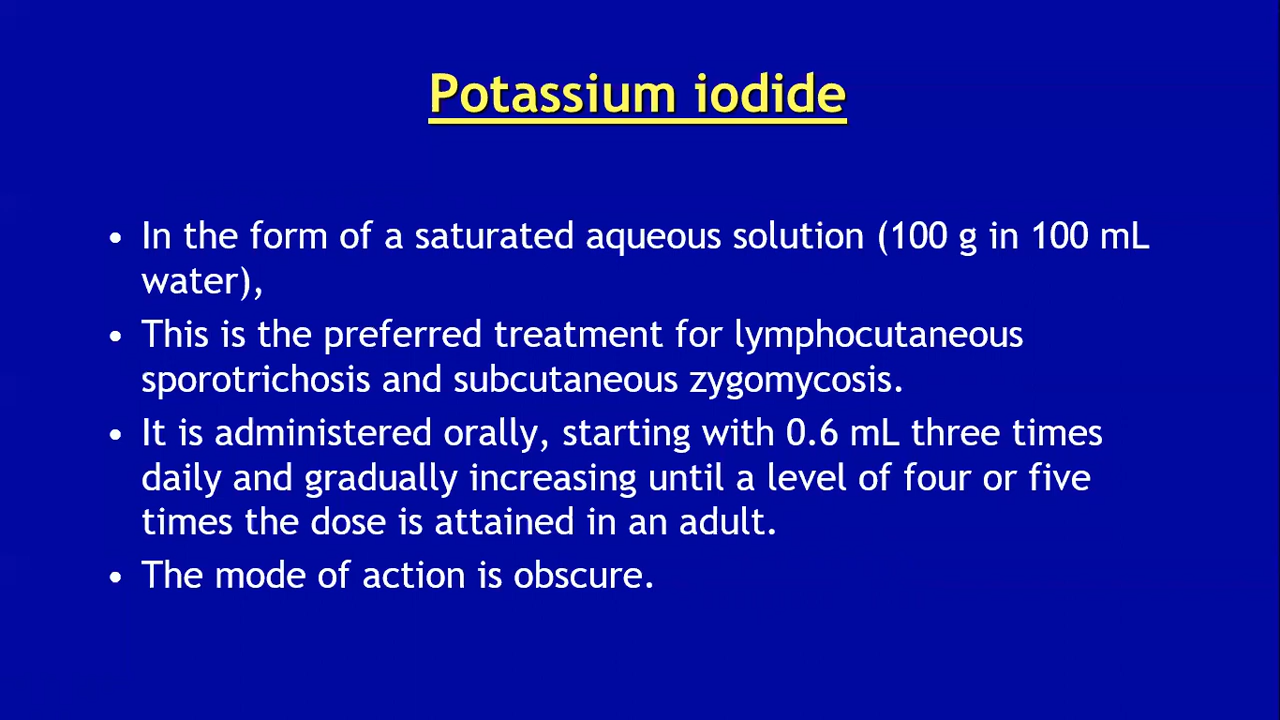 Potassium iodide
• In the form of a saturated aqueous solution (100 g in 100 mL
water),
• This is the preferred treatment for lymphocutaneous
sporotrichosis and subcutaneous zygomycosis.
• It is administered orally, starting with 0.6 mL three times
daily and gradually increasing until a level of four or five
times the dose is attained in an adult.
• The mode of action is obscure.